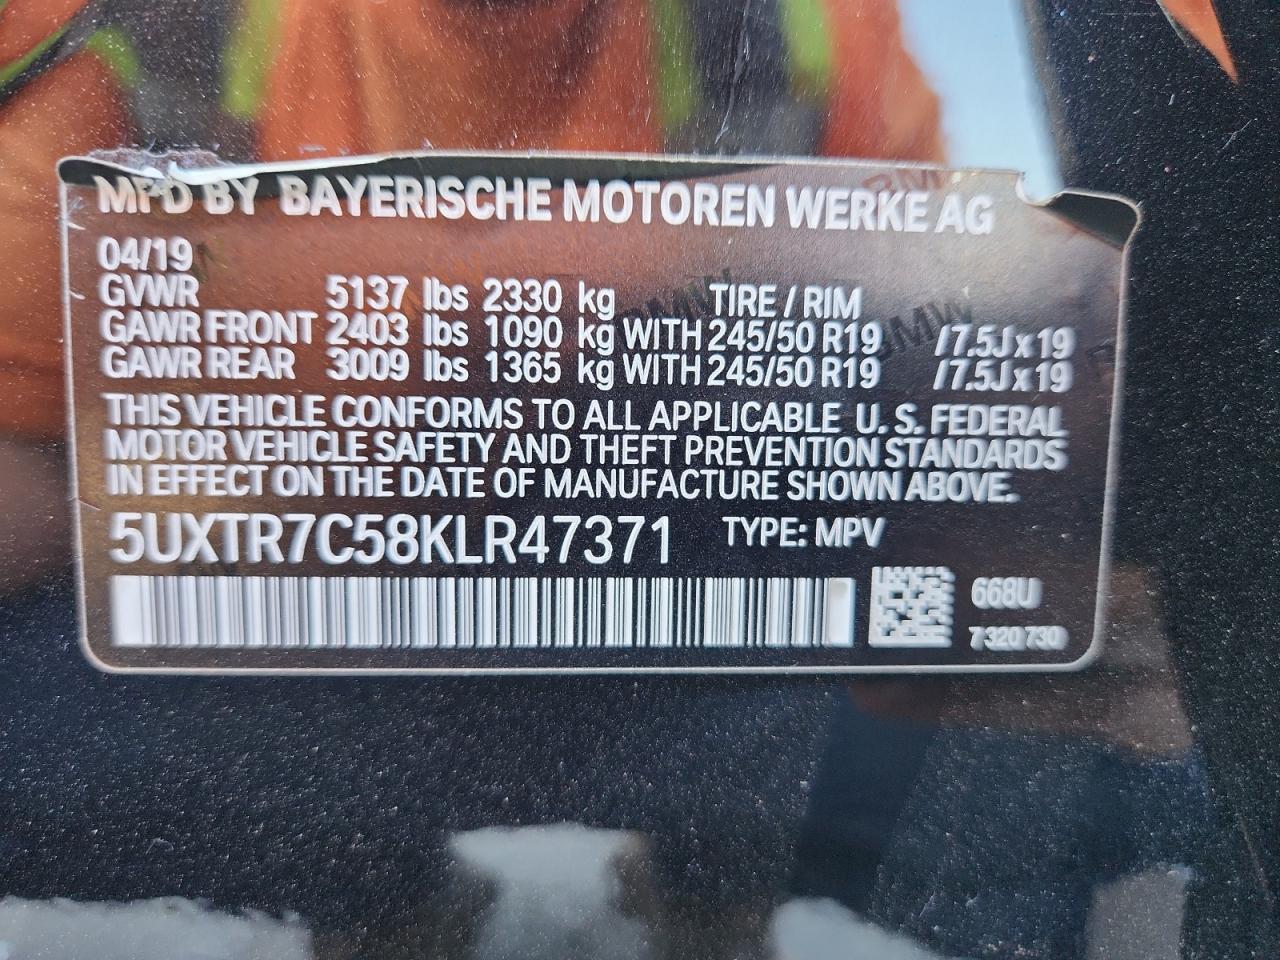 MFD BY BAYERISCHE MOTOREN WERKE AG
04/19
GVWR 5137 lbs 2330 kg TIRE / RIM
GAWR FRONT 2403 lbs 1090 kg WITH 245/50 R19 /7.5J x 19
GAWR REAR 3009 lbs 1365 kg WITH 245/50 R19 /7.5J x 19
THIS VEHICLE CONFORMS TO ALL APPLICABLE U. S. FEDERAL
MOTOR VEHICLE SAFETY AND THEFT PREVENTION STANDARDS
IN EFFECT ON THE DATE OF MANUFACTURE SHOWN ABOVE.
5UXTR7C58KLR47371 TYPE: MPV
668U
7 320 730
BMW
BMW
BMW